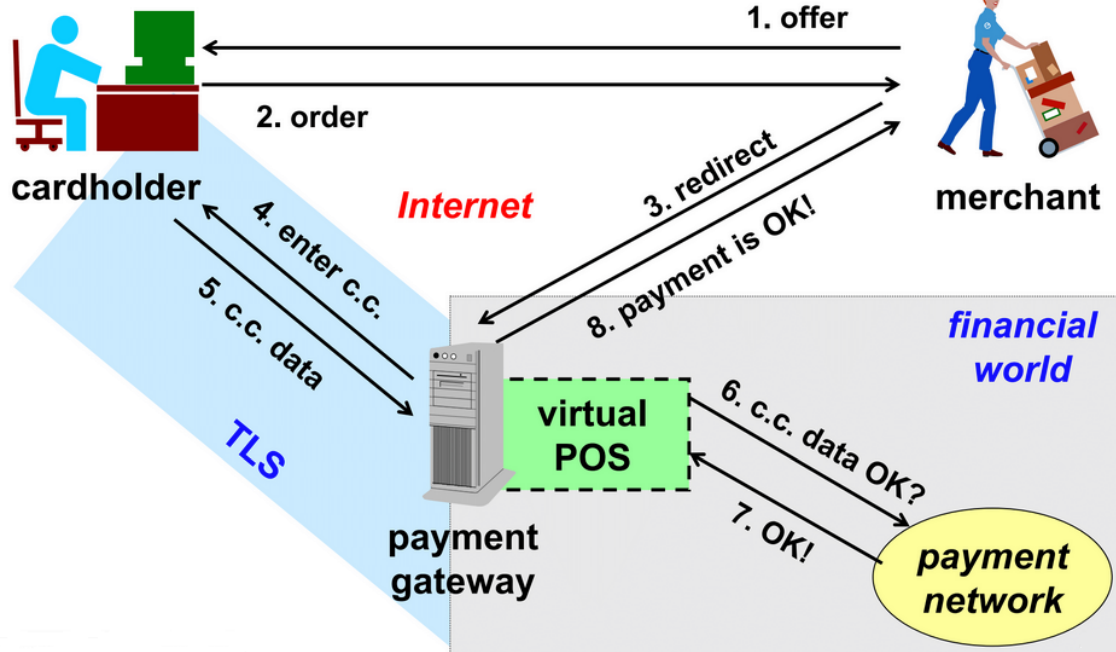 1. offer
2. order
cardholder
merchant
3. redirect
Internet
4. enter c.c.
8. payment is OK!
5. c.c. data
financial
world
TLS
virtual
POS
6. c.c. data OK?
7. OK!
payment
gateway
payment
network